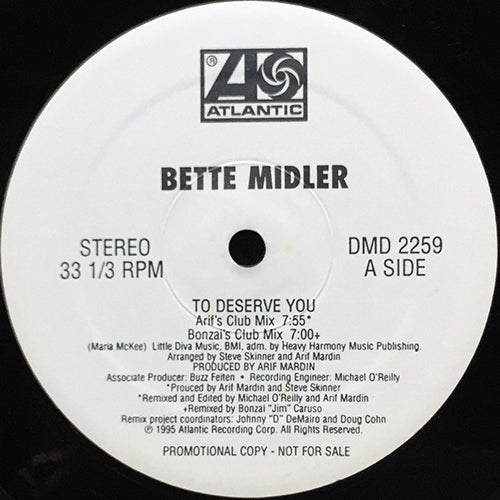 ®
ATLANTIC
BETTE MIDLER
STEREO
33 1/3 RPM
DMD 2259
A SIDE
TO DESERVE YOU
Arif's Club Mix 7:55*
Bonzai's Club Mix 7:00+
(Maria McKee) Little Diva Music, BMI, adm. by Heavy Harmony Music Publishing.
Arranged by Steve Skinner and Arif Mardin
PRODUCED BY ARIF MARDIN
Associate Producer: Buzz Feiten • Recording Engineer: Michael O'Reilly
*Prouced by Arif Mardin and Steve Skinner
*Remixed and Edited by Michael O'Reilly and Arif Mardin
+Remixed by Bonzai "Jim" Caruso
Remix project coordinators: Johnny "D" DeMairo and Doug Cohn
Ⓟ 1995 Atlantic Recording Corp. All Rights Reserved.
PROMOTIONAL COPY - NOT FOR SALE